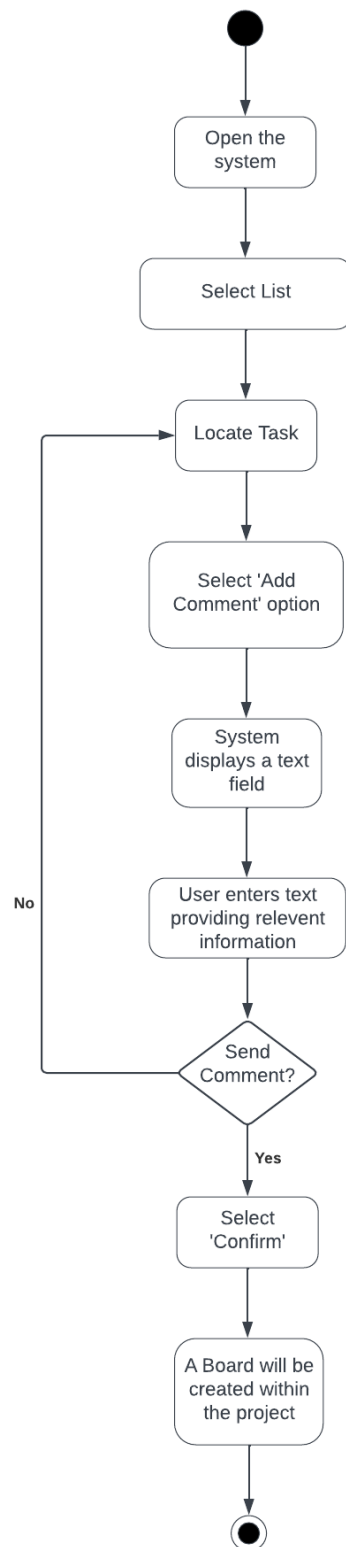 Open the
system
Select List
Locate Task
Select 'Add
Comment' option
System
displays a text
field
User enters text
providing relevent
information
No
Send
Comment?
Yes
Select
'Confirm'
A Board will be
created within
the project